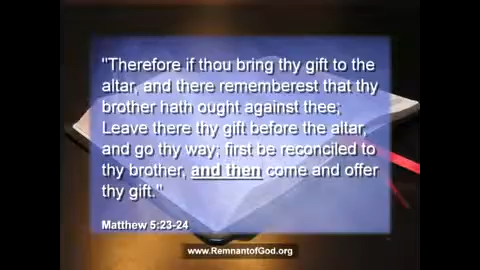 "Therefore if thou bring thy gift to the
altar, and there rememberest that thy
brother hath ought against thee;
Leave there thy gift before the altar,
and go thy way; first be reconciled to
thy brother, and then come and offer
thy gift."
Matthew 5:23-24
www.RemnantofGod.org